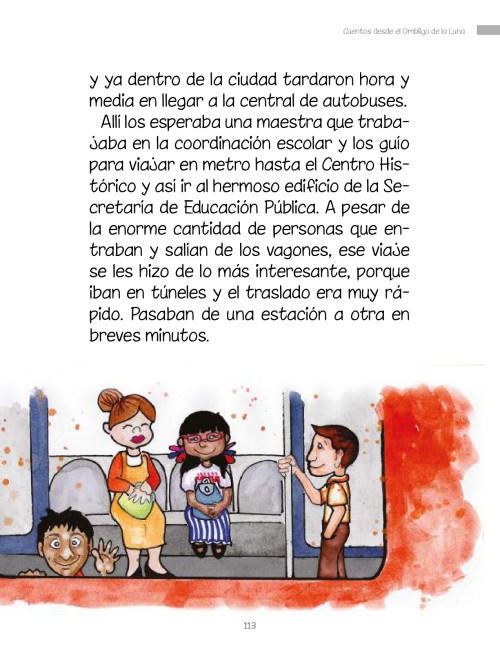 Cuentos desde el Ombligo de la Luna
y ya dentro de la ciudad tardaron hora y
media en llegar a la central de autobuses.
Allí los esperaba una maestra que traba-
jaba en la coordinación escolar y los guío
para viajar en metro hasta el Centro His-
tórico y así ir al hermoso edificio de la Se-
cretaría de Educación Pública. A pesar de
la enorme cantidad de personas que en-
traban y salían de los vagones, ese viaje
se les hizo de lo más interesante, porque
iban en túneles y el traslado era muy rá-
pido. Pasaban de una estación a otra en
breves minutos.
113